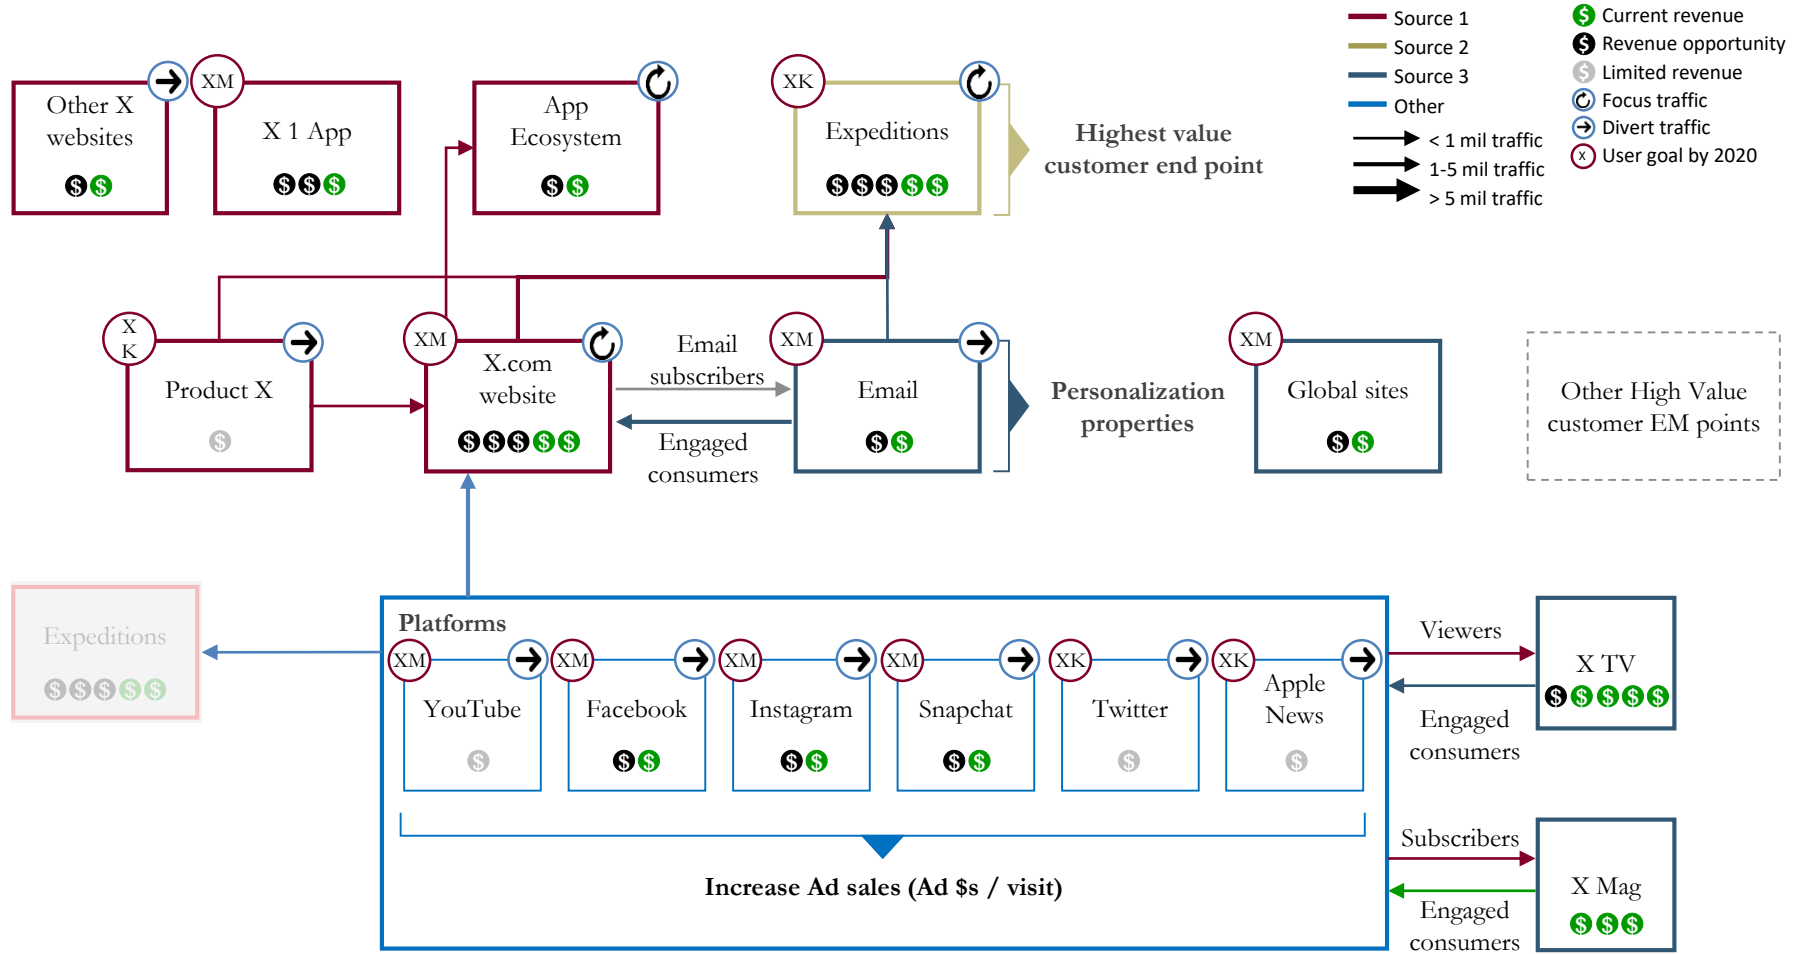 Source 1
Source 2
Source 3
Other
< 1 mil traffic
1-5 mil traffic
> 5 mil traffic
$ Current revenue
$ Revenue opportunity
$ Limited revenue
Focus traffic
Divert traffic
X User goal by 2020
Other X
websites
$ $
XM
X 1 App
$ $ $
App
Ecosystem
$ $
XK
Expeditions
$ $ $ $ $
Highest value
customer end point
X
K
Product X
$
XM
X.com
website
$ $ $ $ $
Email
subscribers
Engaged
consumers
XM
Email
$ $
Personalization
properties
XM
Global sites
$ $
Other High Value
customer EM points
Expeditions
$ $ $ $ $
Platforms
XM
YouTube
$
XM
Facebook
$ $
XM
Instagram
$ $
XM
Snapchat
$ $
XK
Twitter
$
XK
Apple
News
$
Increase Ad sales (Ad $s / visit)
Viewers
Engaged
consumers
X TV
$ $ $ $ $
Subscribers
Engaged
consumers
X Mag
$ $ $